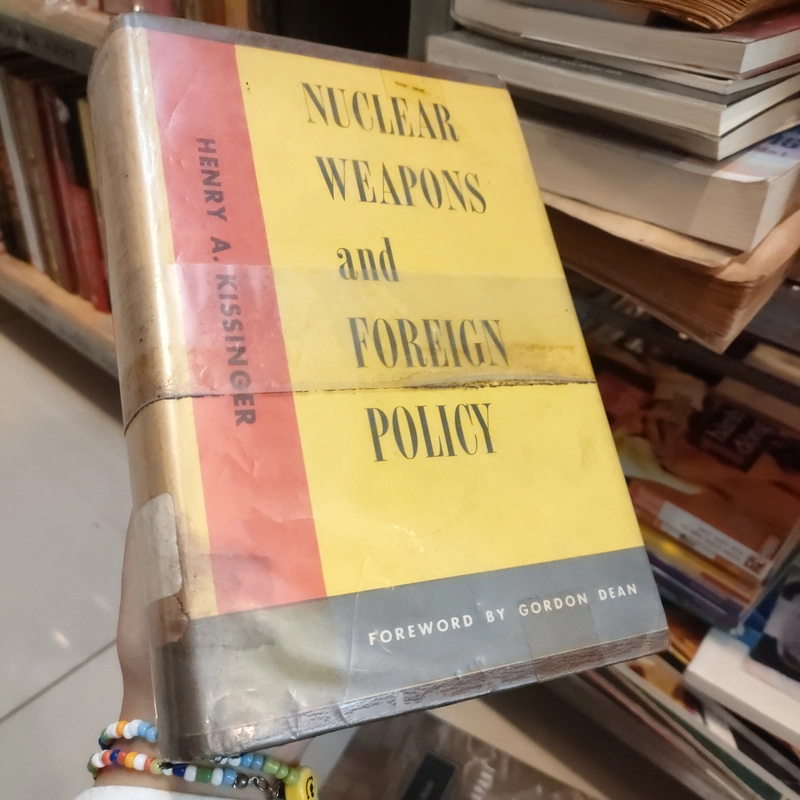 NUCLEAR
WEAPONS
and
FOREIGN
POLICY
HENRY A. KISSINGER
FOREWORD BY GORDON DEAN